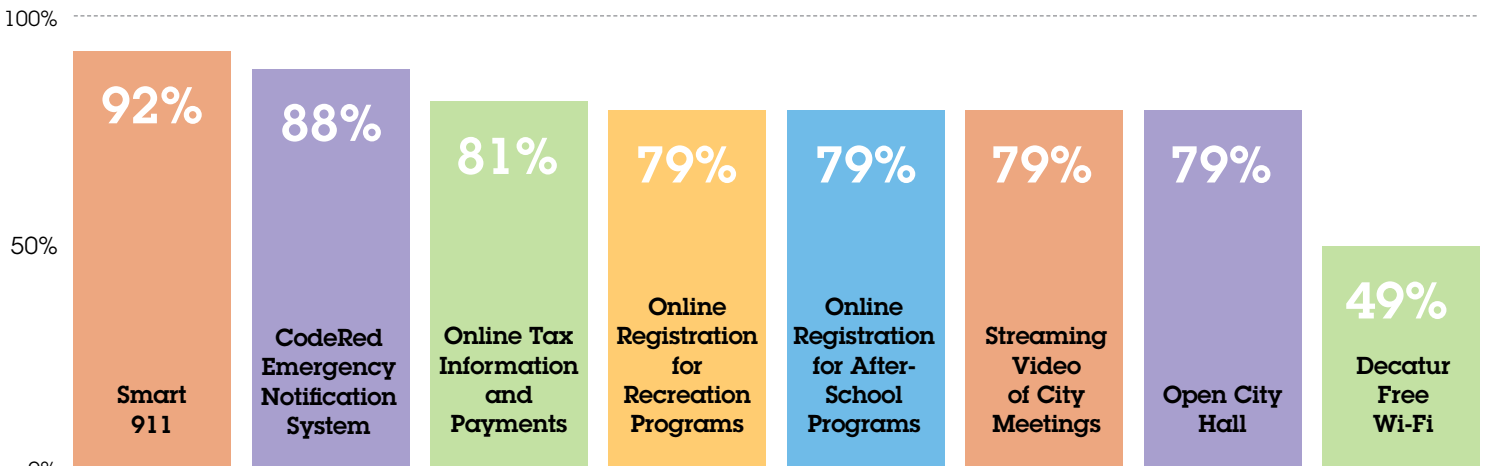 100%
92%
88%
81%
79%
79%
79%
79%
50%
49%
Smart
911
CodeRed
Emergency
Notification
System
Online Tax
Information
and
Payments
Online
Registration
for
Recreation
Programs
Online
Registration
for After-
School
Programs
Streaming
Video
of City
Meetings
Open City
Hall
Decatur
Free
Wi-Fi